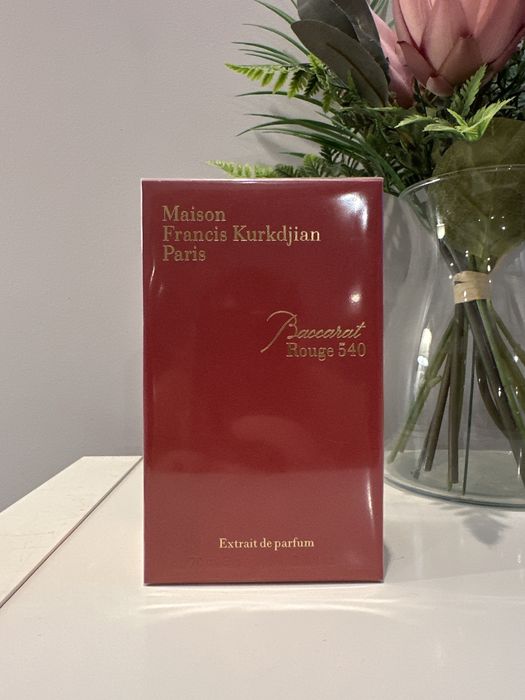 Maison
Francis Kurkdjian
Paris
Baccarat
Rouge 540
Extrait de parfum